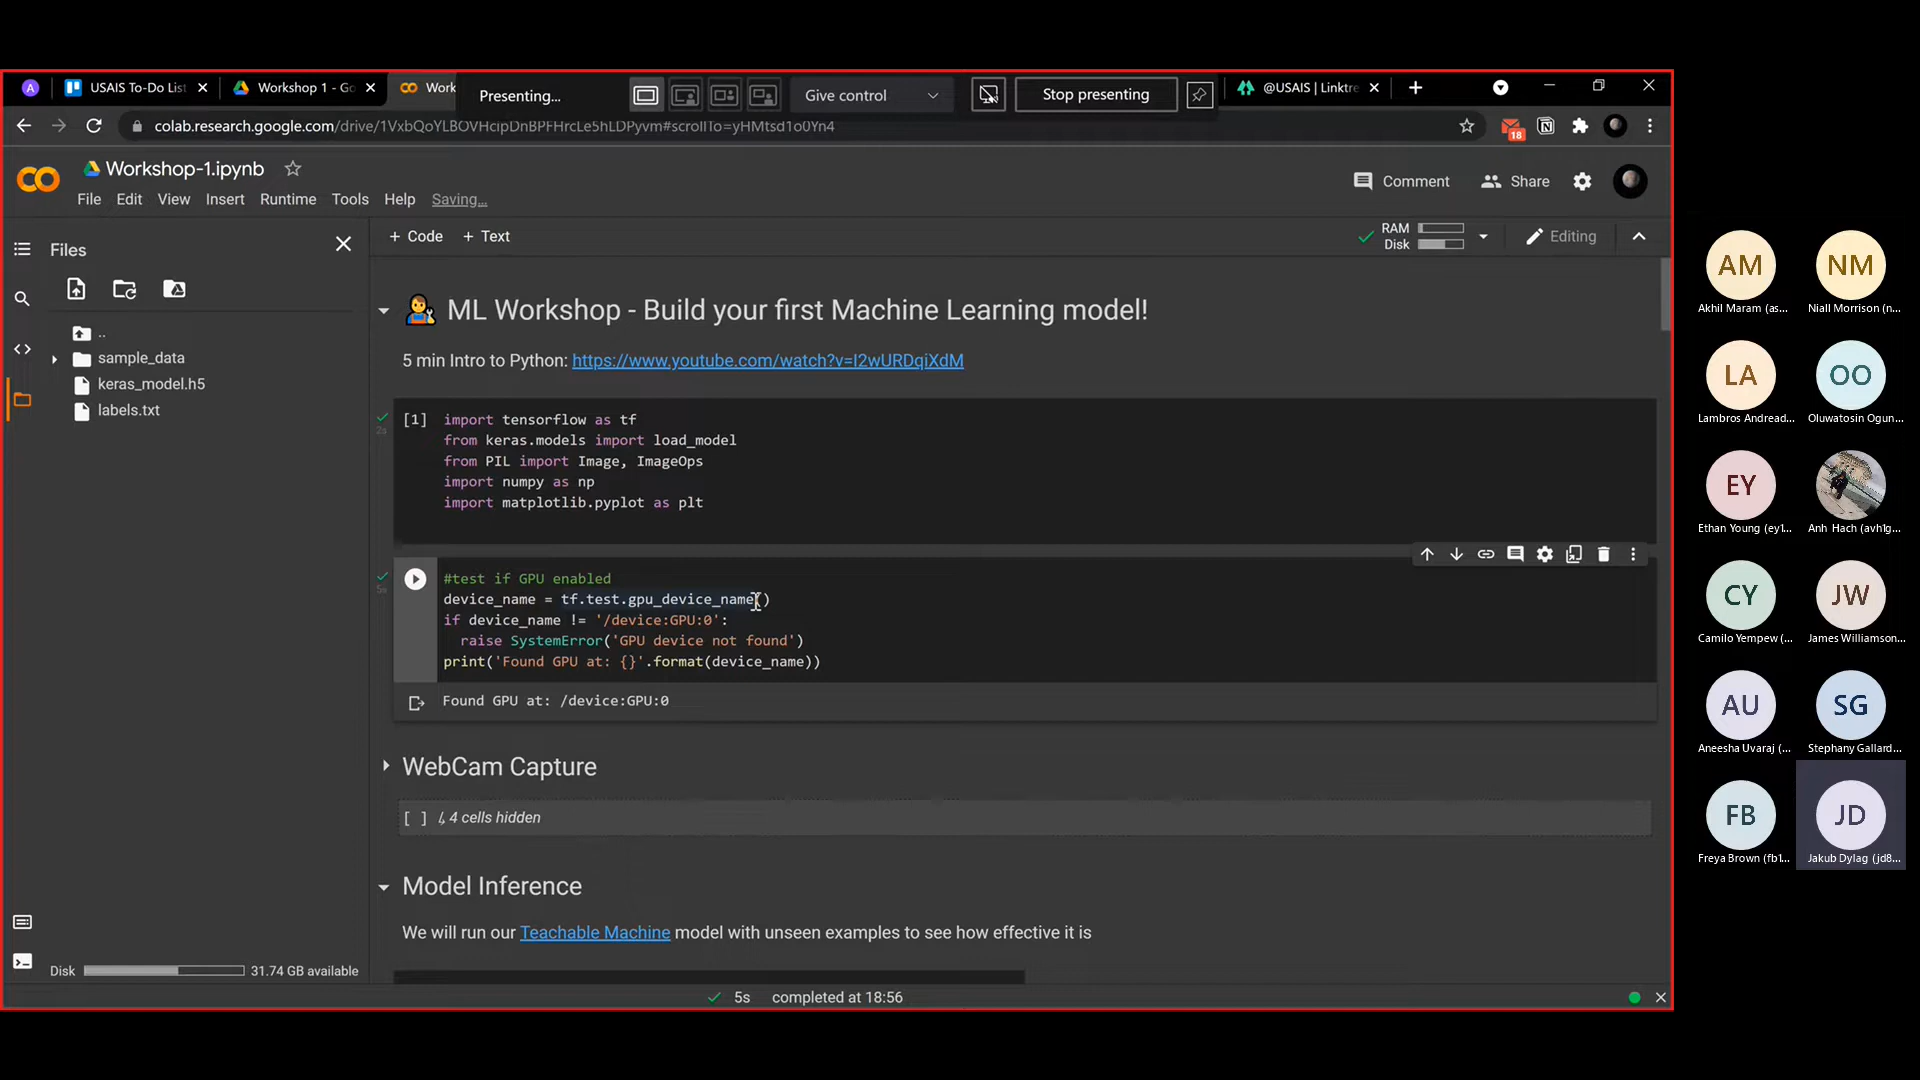 A
USAIS To-Do List
Workshop 1 - Go
Work
Presenting...
Give control
Stop presenting
@USAIS | Linktre
colab.research.google.com/drive/1VxbQoYLBOVHcipDnBPFHrcLe5hLDPyvm#scrollTo=yHMtsd1o0Yn4
18
Workshop-1.ipynb
File Edit View Insert Runtime Tools Help Saving...
Comment
Share
Files
+ Code + Text
RAM
Disk
Editing
..
sample_data
keras_model.h5
labels.txt
ML Workshop - Build your first Machine Learning model!
5 min Intro to Python: https://www.youtube.com/watch?v=I2wURDqiXdM
2s
[1] import tensorflow as tf
from keras.models import load_model
from PIL import Image, ImageOps
import numpy as np
import matplotlib.pyplot as plt
5s
#test if GPU enabled
device_name = tf.test.gpu_device_name()
if device_name != '/device:GPU:0':
raise SystemError('GPU device not found')
print('Found GPU at: {}'.format(device_name))
Found GPU at: /device:GPU:0
WebCam Capture
[ ] ↳ 4 cells hidden
Model Inference
We will run our Teachable Machine model with unseen examples to see how effective it is
Disk
31.74 GB available
5s completed at 18:56
AM
Akhil Maram (as...
NM
Niall Morrison (n...
LA
Lambros Andread...
OO
Oluwatosin Ogun...
EY
Ethan Young (ey1...
Anh Hach (avh1g...
CY
Camilo Yempew (...
JW
James Williamson...
AU
Aneesha Uvaraj (...
SG
Stephany Gallard...
FB
Freya Brown (fb1...
JD
Jakub Dylag (jd8...